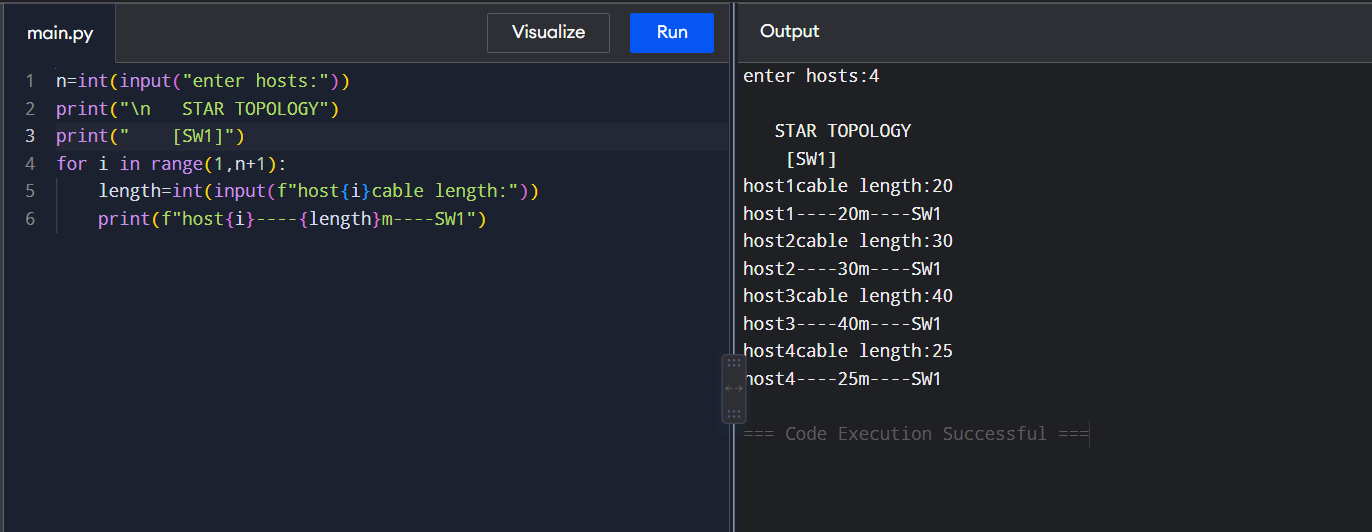 main.py
Visualize
Run
1 n=int(input("enter hosts:"))
2 print("\n   STAR TOPOLOGY")
3 print("    [SW1]")
4 for i in range(1,n+1):
5     length=int(input(f"host{i}cable length:"))
6     print(f"host{i}----{length}m----SW1")
Output
enter hosts:4
   STAR TOPOLOGY
    [SW1]
host1cable length:20
host1----20m----SW1
host2cable length:30
host2----30m----SW1
host3cable length:40
host3----40m----SW1
host4cable length:25
host4----25m----SW1
=== Code Execution Successful ===